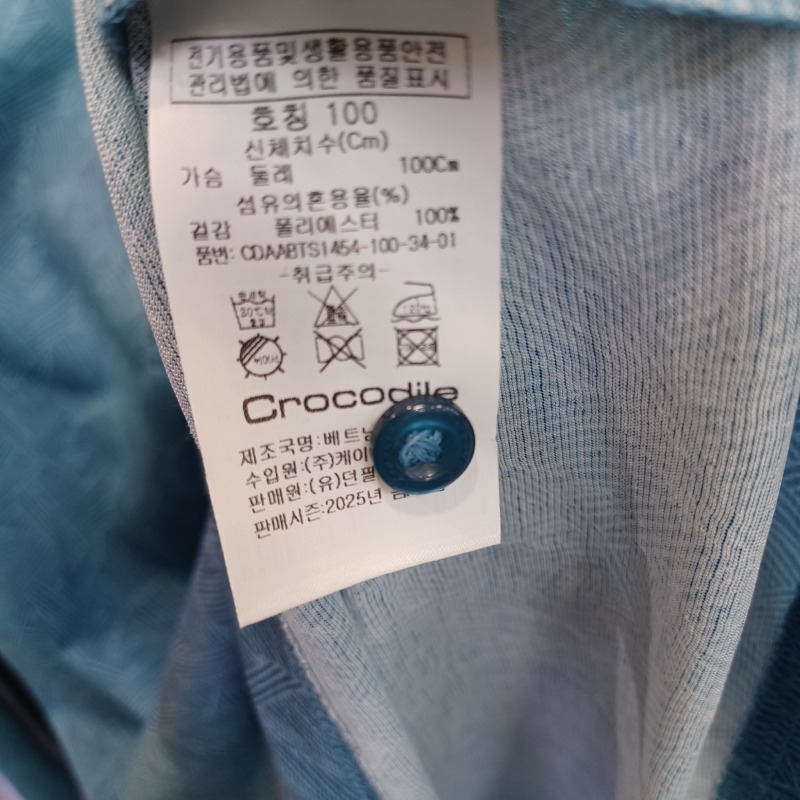 전기용품및생활용품안전
관리법에 의한 품질표시
호칭 100
신체치수(Cm)
가슴 둘레 100Cm
섬유의혼용율(%)
겉감 폴리에스터 100%
품번: CDAABTS1454-100-34-01
-취급주의-
Crocodile
제조국명:베트남
수입원:(주)케이
판매원:(유)던필
판매시즌:2025년